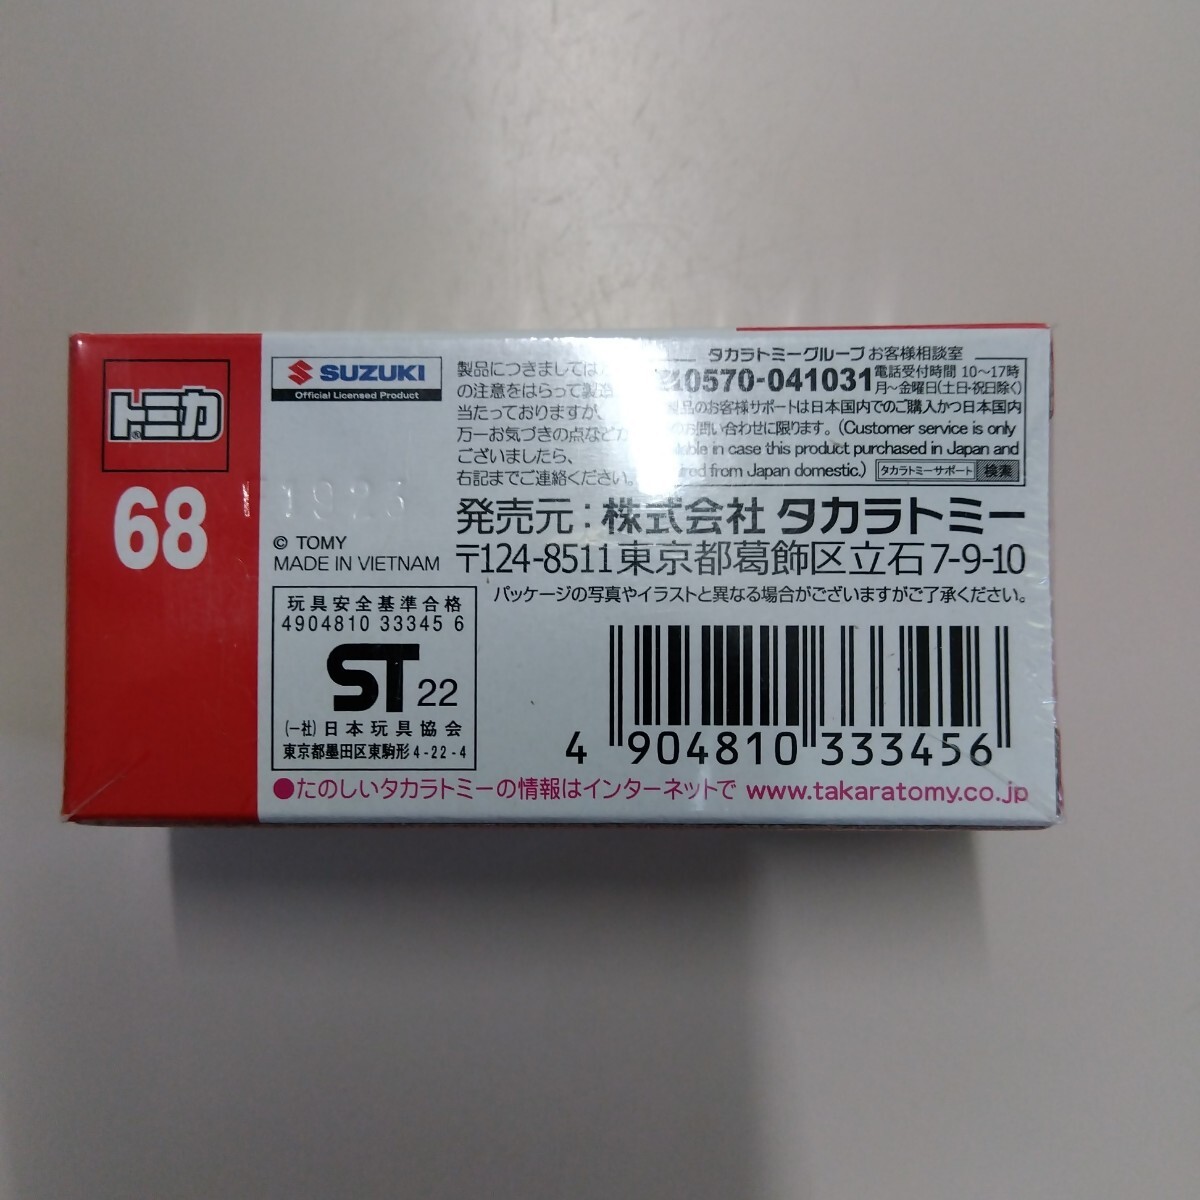 トミカ®
68
SUZUKI
Official Licensed Product
© TOMY
MADE IN VIETNAM
玩具安全基準合格
4904810 33345 6
ST 22
(一社)日本玩具協会
東京都墨田区東駒形4-22-4
製品につきましては
の注意をはらって製造
当たっておりますが、
万一お気づきの点など
ございましたら、
右記までご連絡ください。
タカラトミーグループ お客様相談室
0570-041031 電話受付時間 10～17時
月～金曜日(土日・祝日除く)
製品のお客様サポートは日本国内でのご購入かつ日本国内
のお問い合わせに限ります。(Customer service is only
in case this product purchased in Japan and
from Japan domestic.) タカラトミーサポート 検索
発売元:株式会社 タカラトミー
〒124-8511東京都葛飾区立石7-9-10
パッケージの写真やイラストと異なる場合がございますがご了承ください。
4 904810 333456
●たのしいタカラトミーの情報はインターネットで www.takaratomy.co.jp